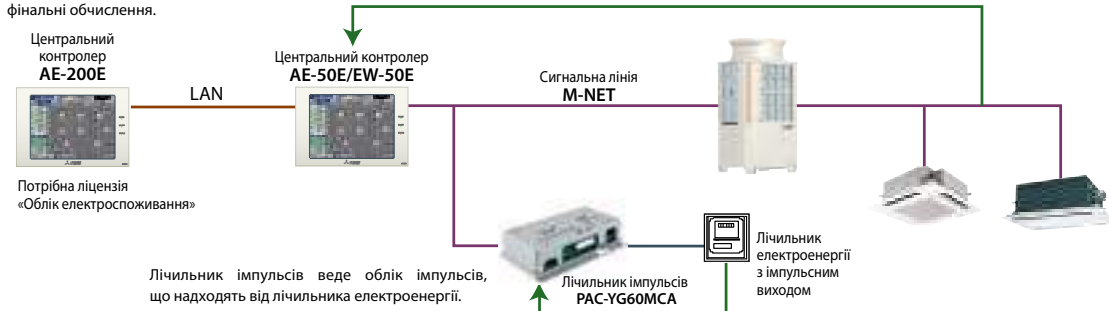 фінальні обчислення.
Центральний
контролер
AE-200E
LAN
Центральний контролер
AE-50E/EW-50E
Сигнальна лінія
M-NET
Потрібна ліцензія
«Облік електроспоживання»
Лічильник імпульсів веде облік імпульсів,
що надходять від лічильника електроенергії.
Лічильник імпульсів
PAC-YG60MCA
Лічильник
електроенергії
з імпульсним
виходом